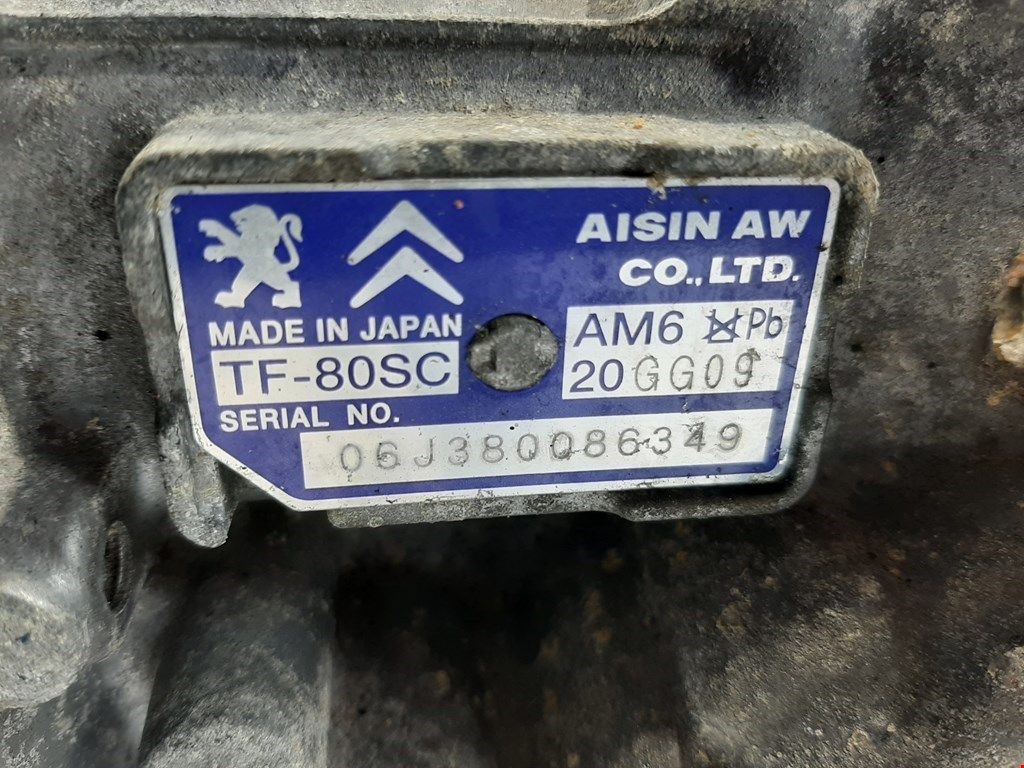 AISIN AW
CO., LTD.
MADE IN JAPAN
TF-80SC
AM6 Pb
20GG09
SERIAL NO.
06J380086349